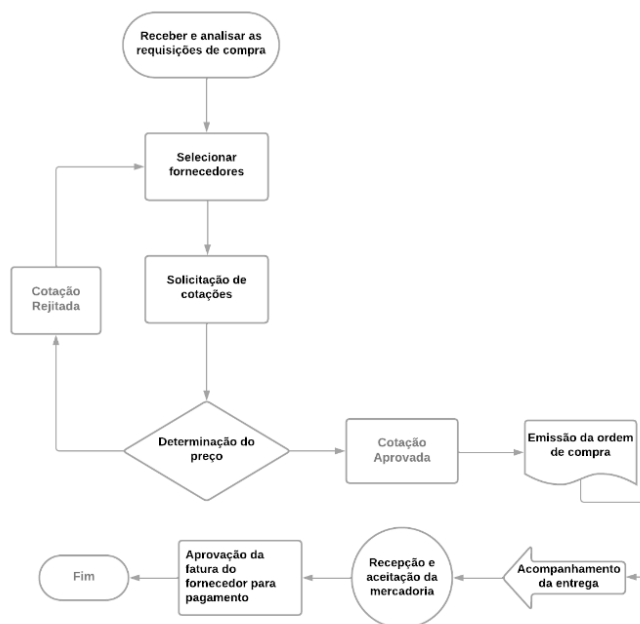 Receber e analisar as
requisições de compra
Selecionar
fornecedores
Solicitação de
cotações
Cotação
Rejitada
Determinação do
preço
Cotação
Aprovada
Emissão da ordem
de compra
Acompanhamento
da entrega
Recepção e
aceitação da
mercadoria
Aprovação da
fatura do
fornecedor para
pagamento
Fim